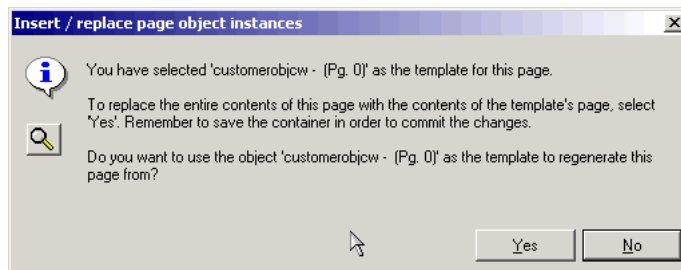 Insert / replace page object instances
You have selected 'customerobjcw - (Pg. 0)' as the template for this page.
To replace the entire contents of this page with the contents of the template's page, select
'Yes'. Remember to save the container in order to commit the changes.
Do you want to use the object 'customerobjcw - (Pg. 0)' as the template to regenerate this
page from?
Yes No